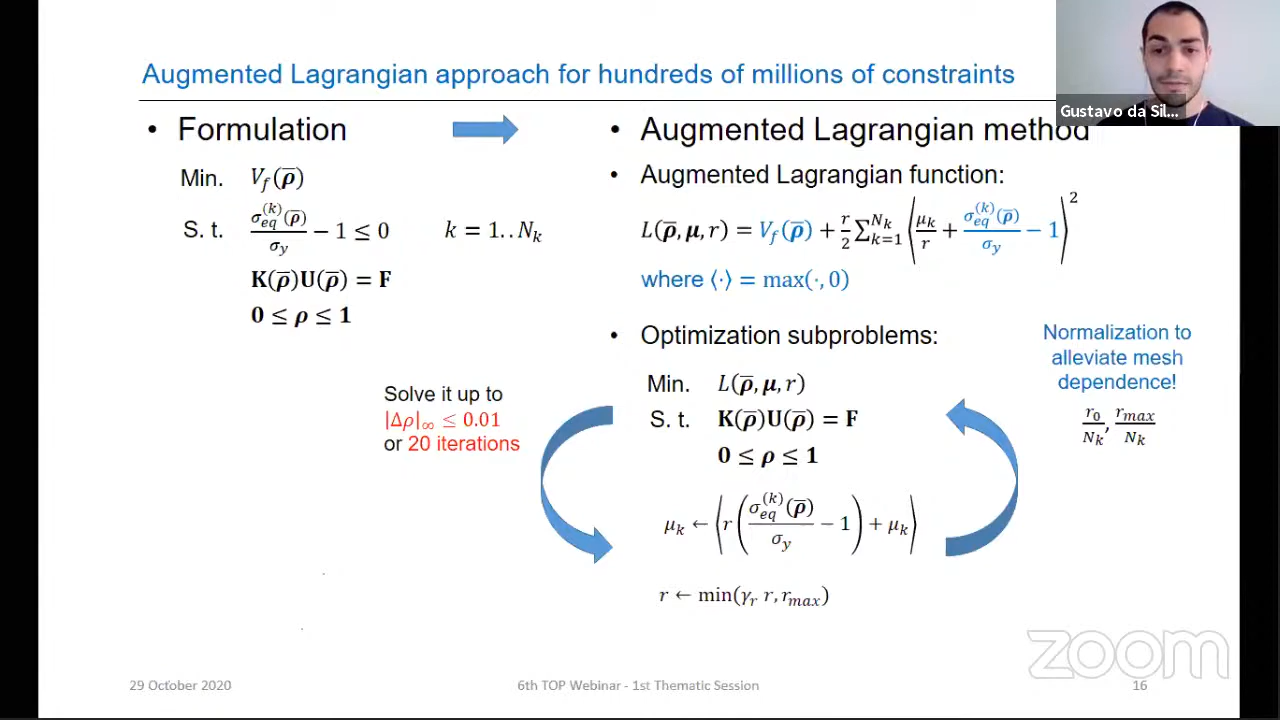 Augmented Lagrangian approach for hundreds of millions of constraints
Gustavo da Sil...
• Formulation
Min. V_f(ρ̅)
S. t. σ_eq^(k)(ρ̅)/σ_y − 1 ≤ 0 k = 1..N_k
K(ρ̅)U(ρ̅) = F
0 ≤ ρ ≤ 1
• Augmented Lagrangian method
• Augmented Lagrangian function:
L(ρ̅, μ, r) = V_f(ρ̅) + r/2 ∑_{k=1}^{N_k} ⟨μ_k/r + σ_eq^(k)(ρ̅)/σ_y − 1⟩^2
where ⟨·⟩ = max(·, 0)
• Optimization subproblems:
Min. L(ρ̅, μ, r)
S. t. K(ρ̅)U(ρ̅) = F
0 ≤ ρ ≤ 1
μ_k ← ⟨r(σ_eq^(k)(ρ̅)/σ_y − 1) + μ_k⟩
r ← min(γ_r r, r_max)
Solve it up to
|Δρ|_∞ ≤ 0.01
or 20 iterations
Normalization to
alleviate mesh
dependence!
r_0/N_k, r_max/N_k
zoom
29 October 2020
6th TOP Webinar - 1st Thematic Session
16